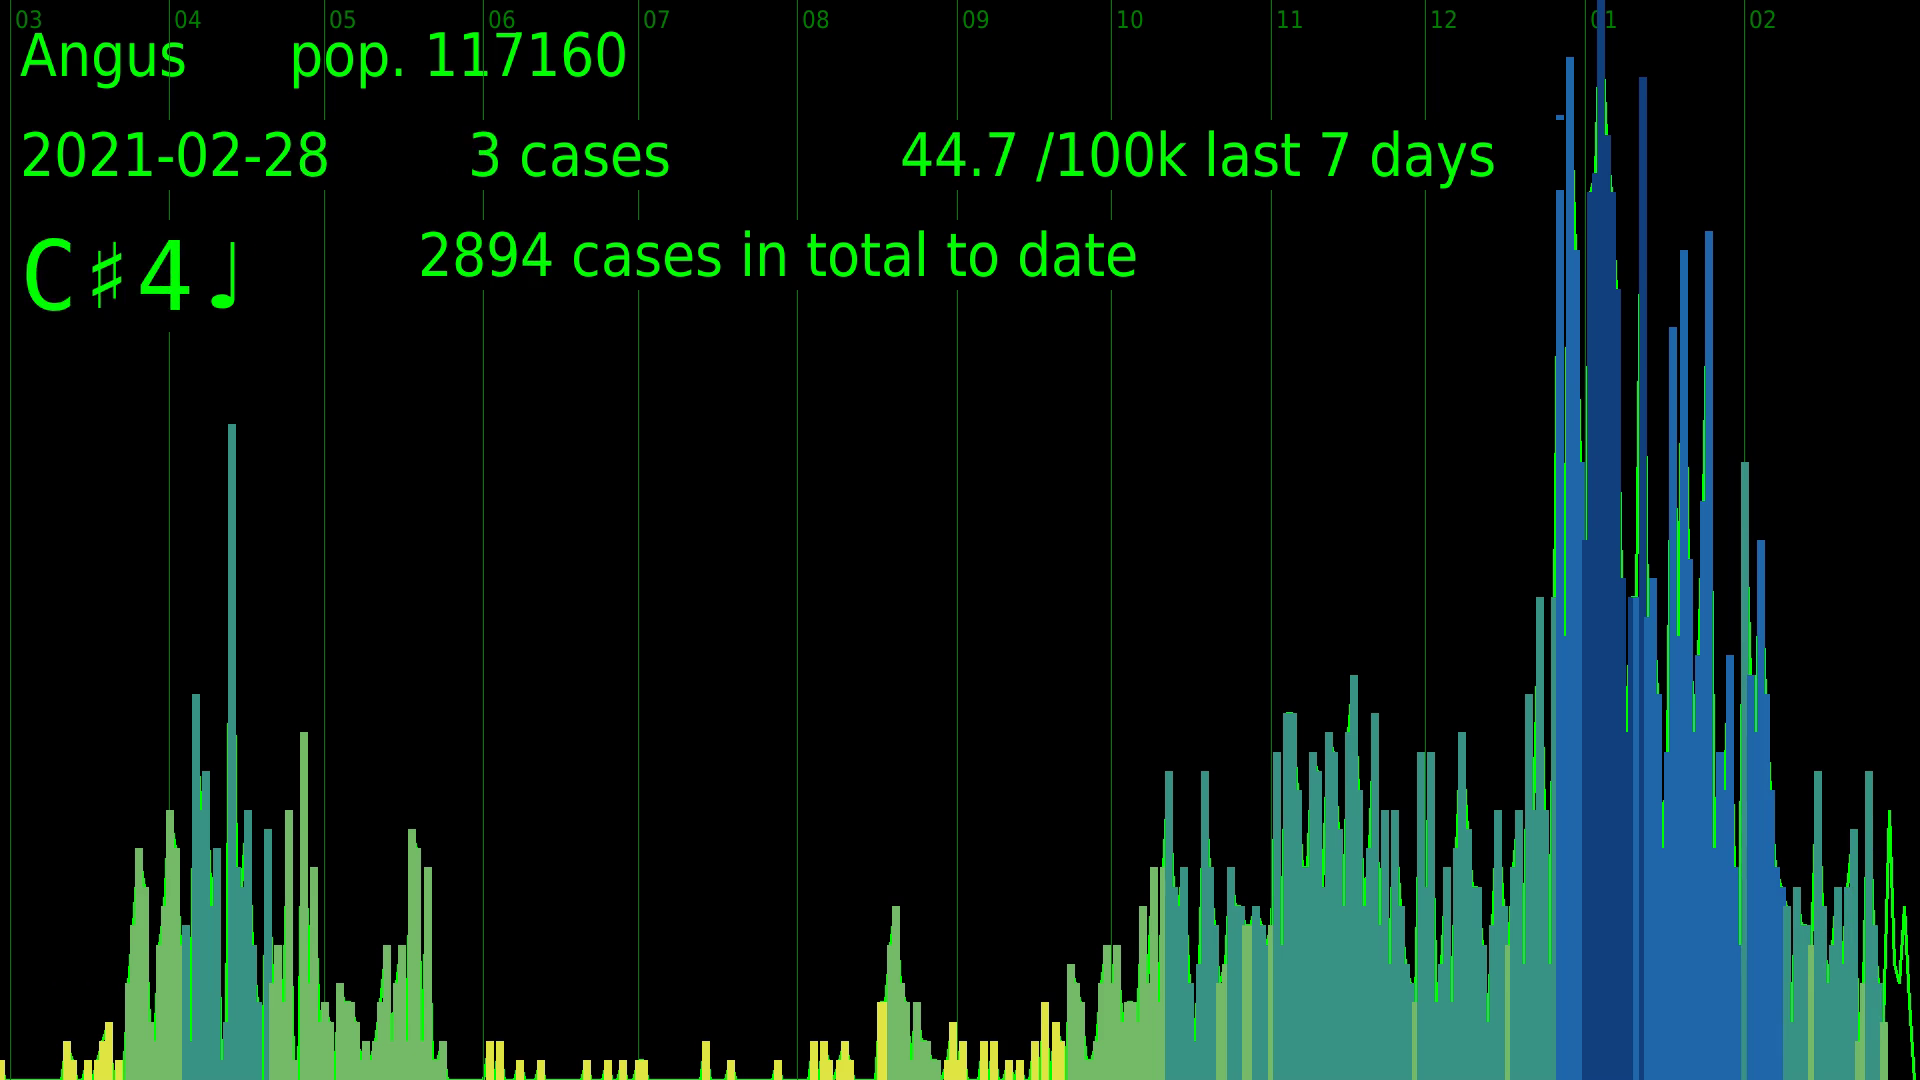 03 04 05 06 07 08 09 10 11 12 01 02
Angus pop. 117160
2021-02-28 3 cases 44.7 /100k last 7 days
C♯4♩ 2894 cases in total to date